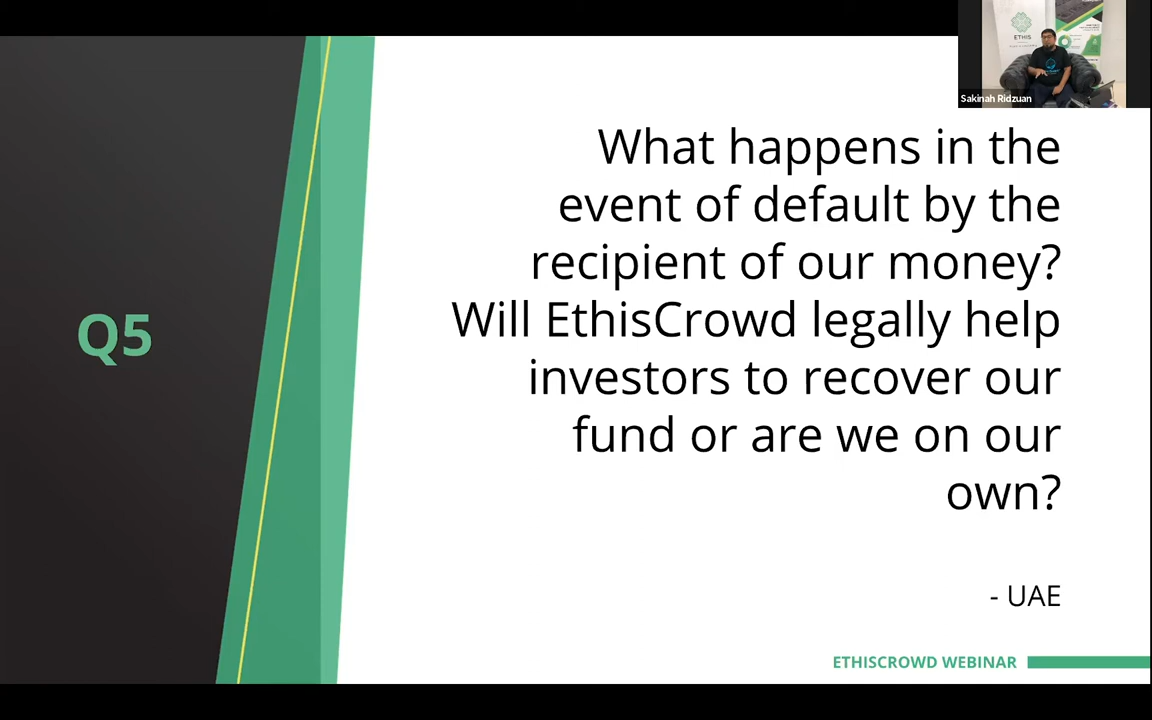 ETHIS
Sakinah Ridzuan
Q5
What happens in the
event of default by the
recipient of our money?
Will EthisCrowd legally help
investors to recover our
fund or are we on our
own?
- UAE
ETHISCROWD WEBINAR